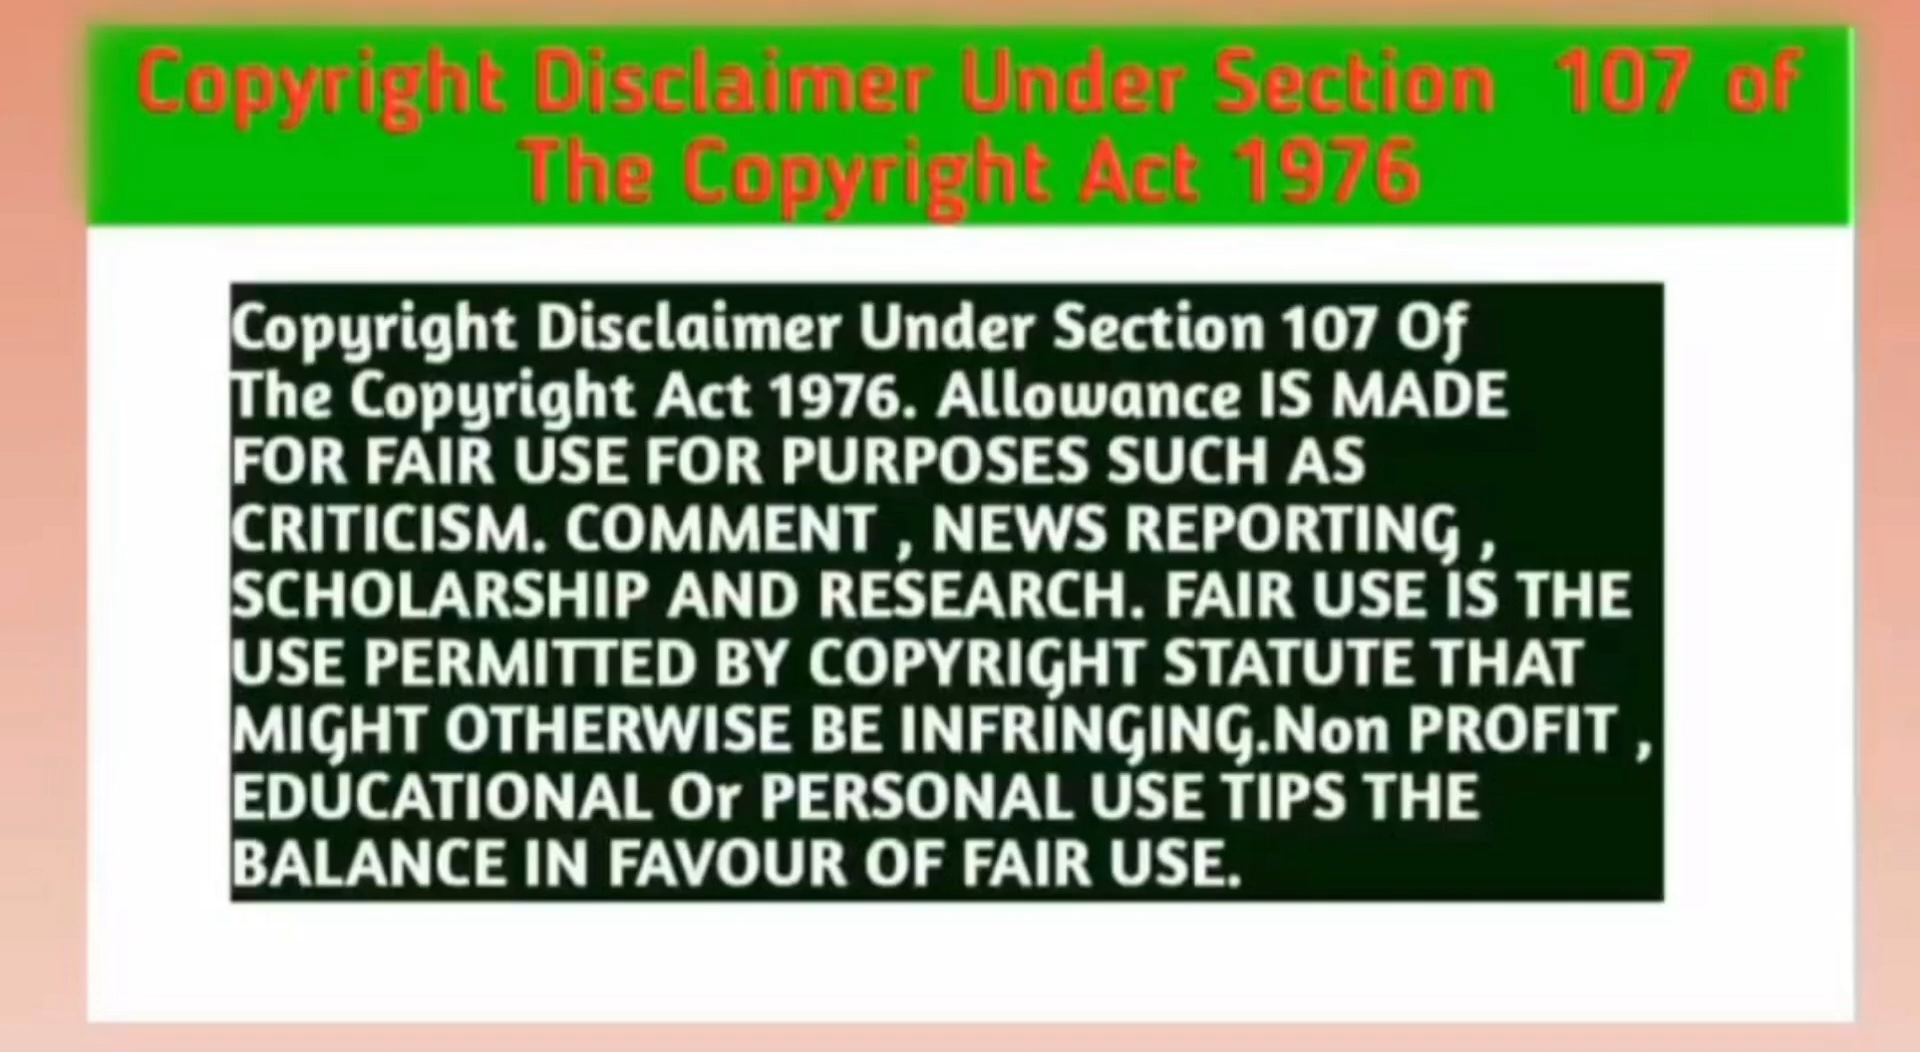 Copyright Disclaimer Under Section 107 of
The Copyright Act 1976
Copyright Disclaimer Under Section 107 Of
The Copyright Act 1976. Allowance IS MADE
FOR FAIR USE FOR PURPOSES SUCH AS
CRITICISM. COMMENT , NEWS REPORTING ,
SCHOLARSHIP AND RESEARCH. FAIR USE IS THE
USE PERMITTED BY COPYRIGHT STATUTE THAT
MIGHT OTHERWISE BE INFRINGING.Non PROFIT ,
EDUCATIONAL Or PERSONAL USE TIPS THE
BALANCE IN FAVOUR OF FAIR USE.